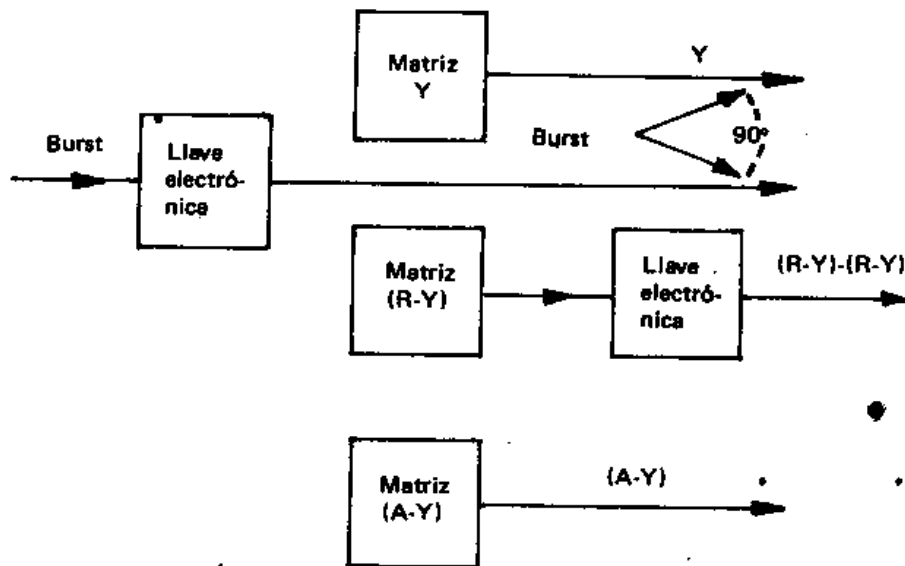 Matriz
Y
Y
Burst
Llave
electró-
nica
Burst
90°
Matriz
(R-Y)
Llave
electró-
nica
(R-Y)-(R-Y)
Matriz
(A-Y)
(A-Y)